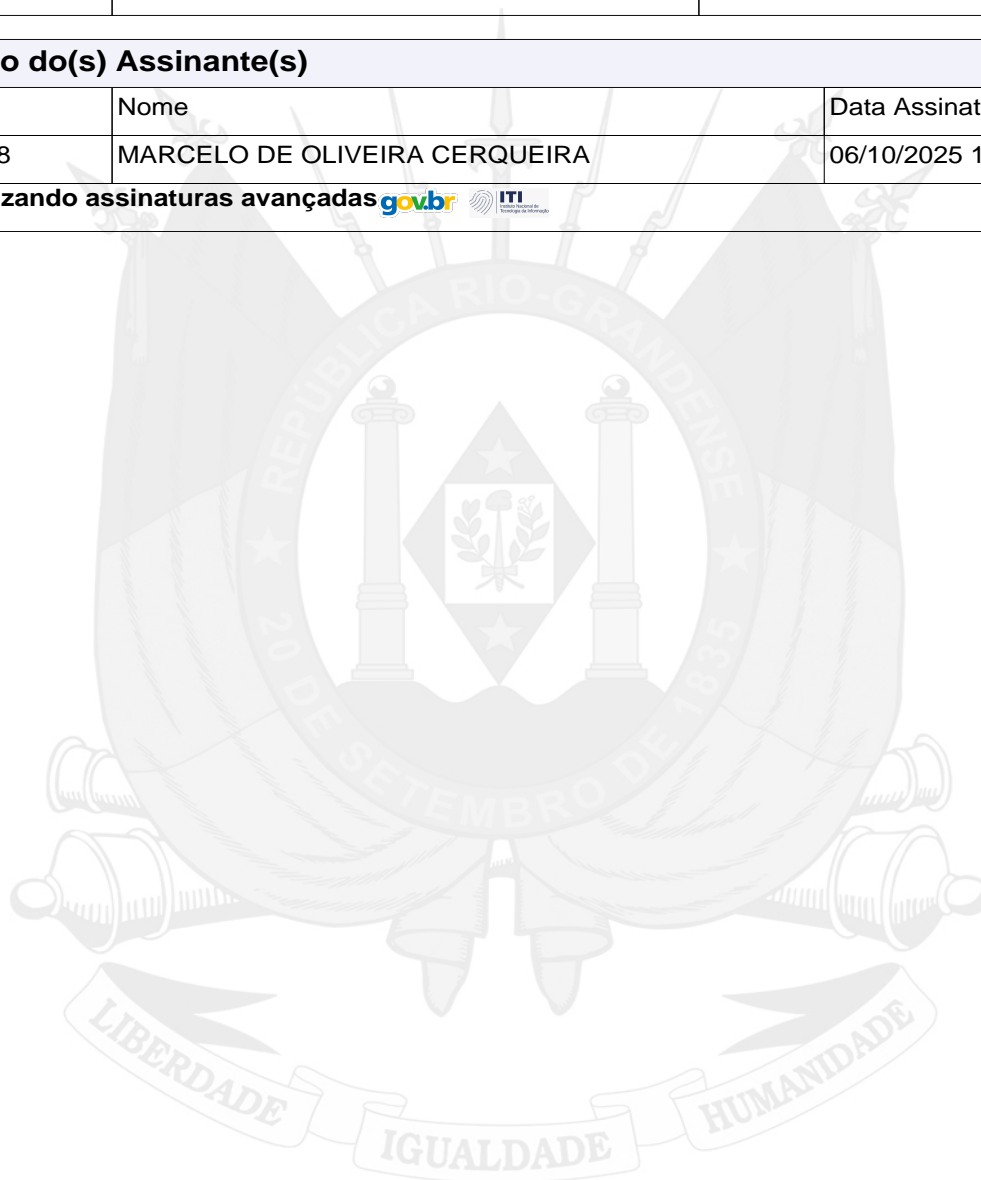 o do(s) Assinante(s)
Nome
Data Assinat
8
MARCELO DE OLIVEIRA CERQUEIRA
06/10/2025 1
zando assinaturas avançadas gov.br ITI
REPÚBLICA RIO-GRANDENSE
20 DE SETEMBRO DE 1835
LIBERDADE
IGUALDADE
HUMANIDADE